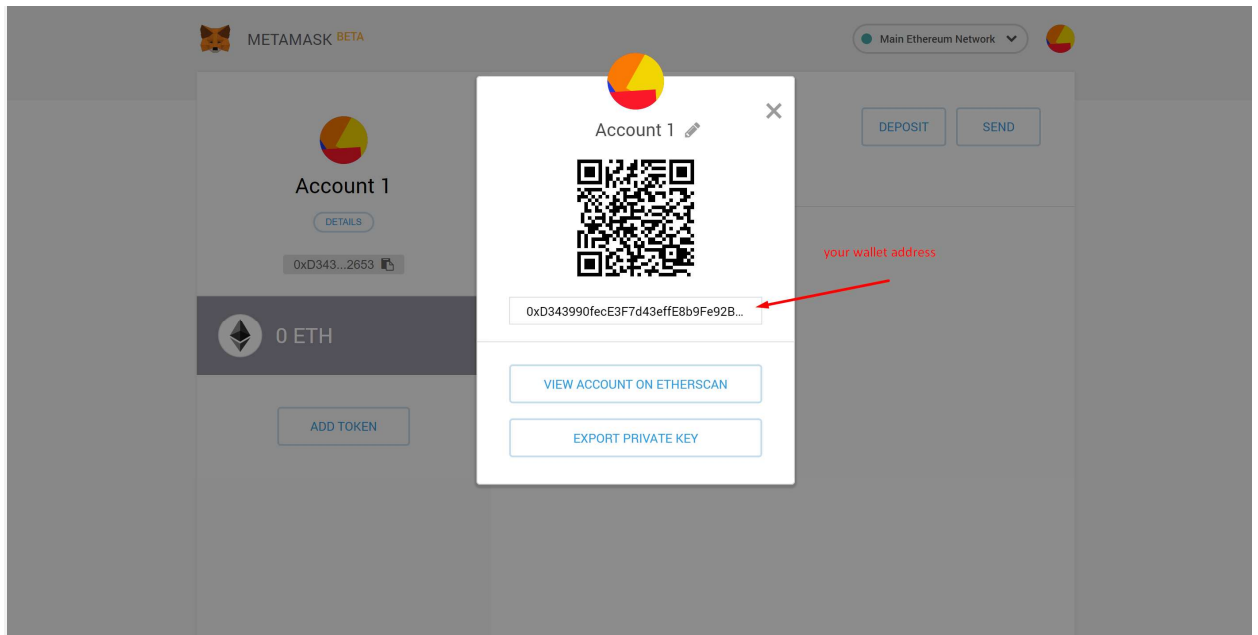 METAMASK BETA
Main Ethereum Network
Account 1
DETAILS
0xD343...2653
0 ETH
ADD TOKEN
Account 1
0xD343990fecE3F7d43effE8b9Fe92B...
VIEW ACCOUNT ON ETHERSCAN
EXPORT PRIVATE KEY
DEPOSIT
SEND
your wallet address